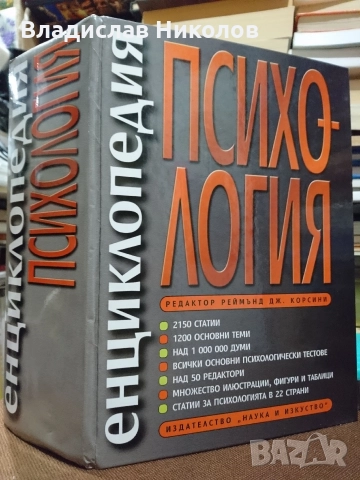 Владислав Николов
енциклопедия
ПСИХОЛОГИЯ
енциклопедия
ПСИХО-
ЛОГИЯ
РЕДАКТОР РЕЙМЪНД ДЖ. КОРСИНИ
2150 СТАТИИ
1200 ОСНОВНИ ТЕМИ
НАД 1 000 000 ДУМИ
ВСИЧКИ ОСНОВНИ ПСИХОЛОГИЧЕСКИ ТЕСТОВЕ
НАД 50 РЕДАКТОРИ
МНОЖЕСТВО ИЛЮСТРАЦИИ, ФИГУРИ И ТАБЛИЦИ
СТАТИИ ЗА ПСИХОЛОГИЯТА В 22 СТРАНИ
ИЗДАТЕЛСТВО „НАУКА И ИЗКУСТВО"
BAZAR